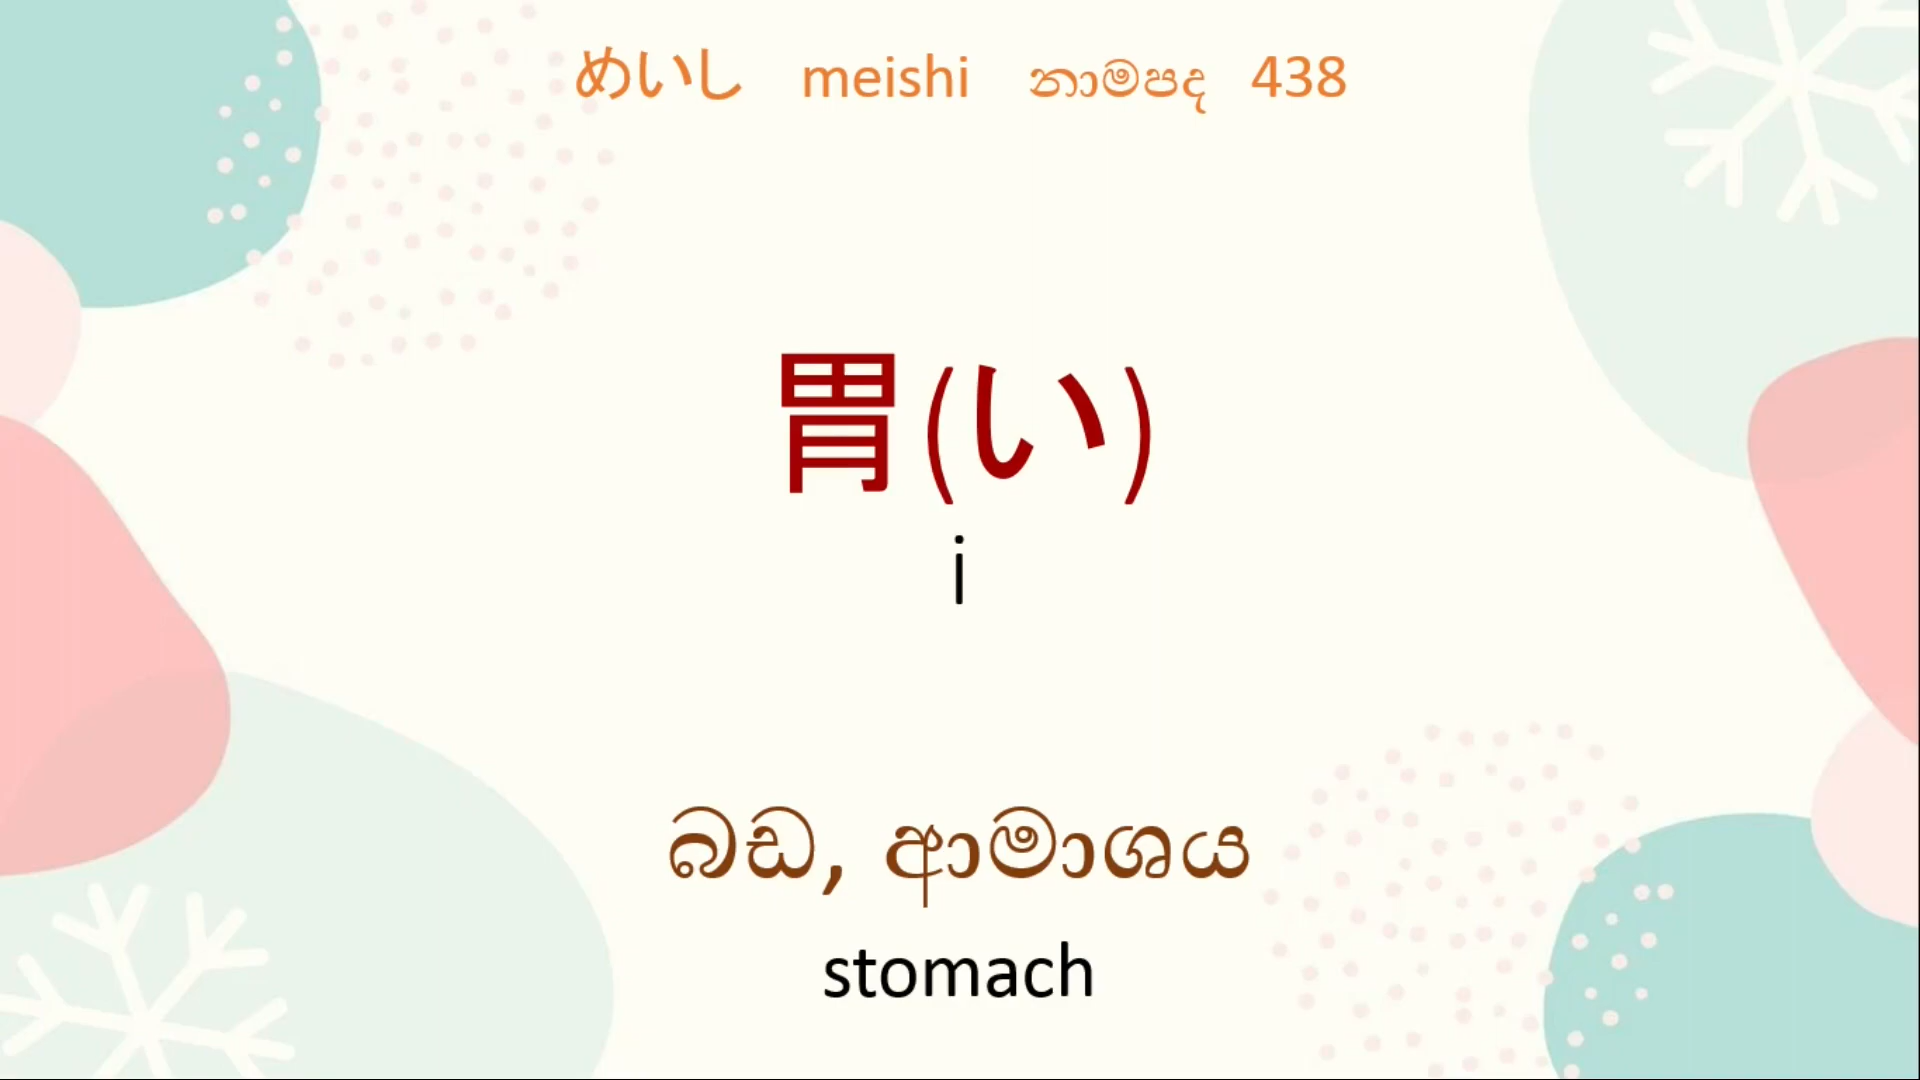 めいし meishi නාමපද 438
胃(い)
i
බඩ, ආමාශය
stomach